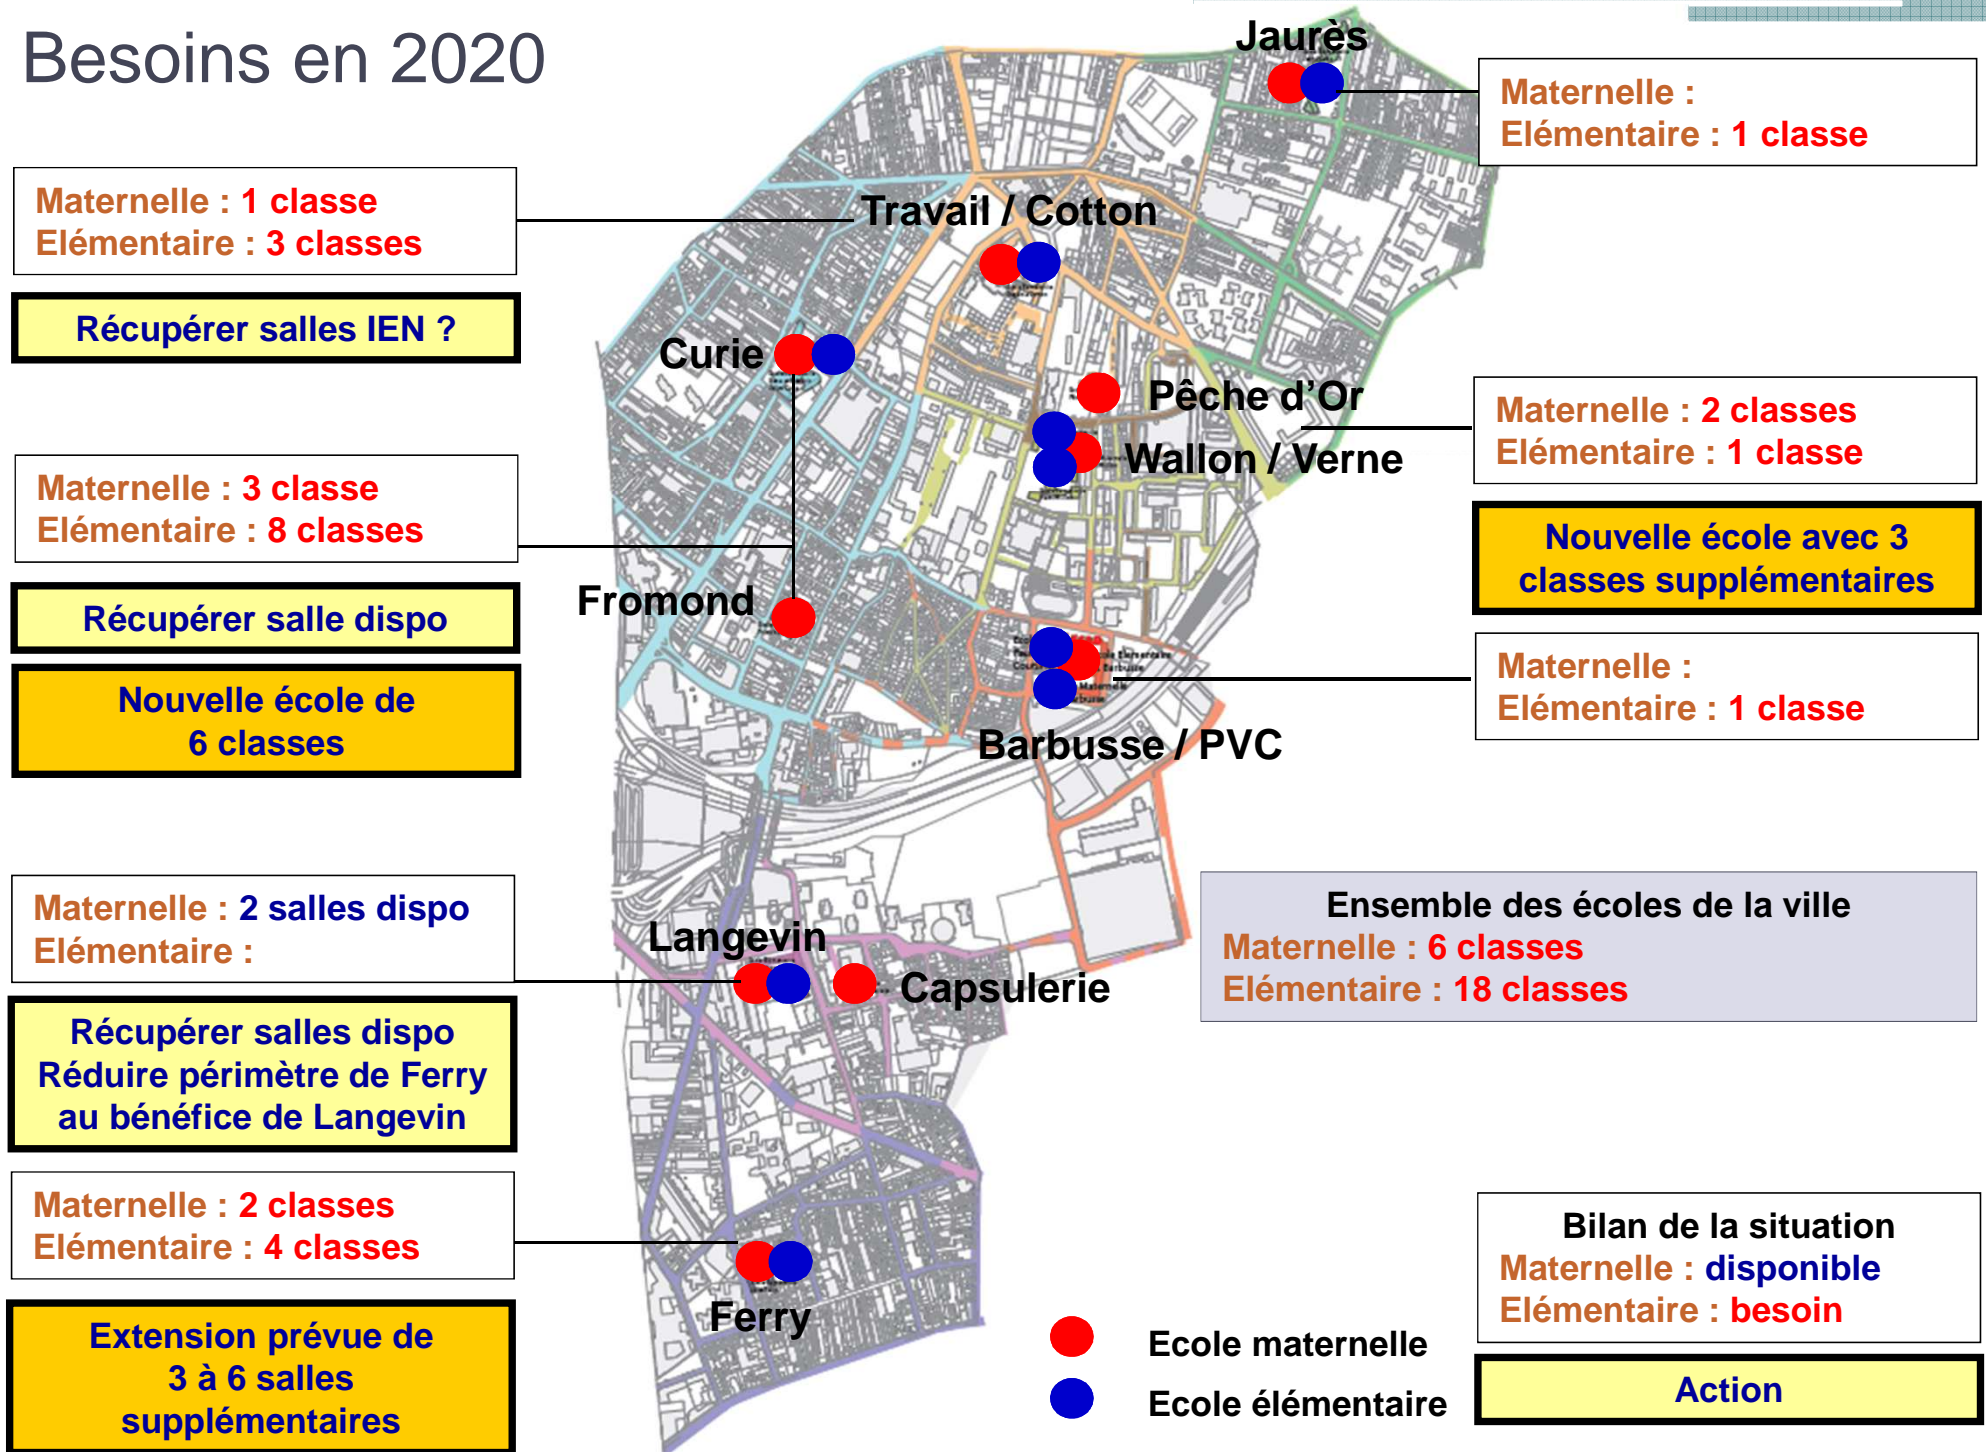 Besoins en 2020
Jaurès
Maternelle :
Elémentaire : 1 classe
Maternelle : 1 classe
Elémentaire : 3 classes
Récupérer salles IEN ?
Travail / Cotton
Curie
Pêche d’Or
Wallon / Verne
Maternelle : 2 classes
Elémentaire : 1 classe
Nouvelle école avec 3
classes supplémentaires
Maternelle : 3 classe
Elémentaire : 8 classes
Récupérer salle dispo
Nouvelle école de
6 classes
Fromond
Maternelle :
Elémentaire : 1 classe
Barbusse / PVC
Maternelle : 2 salles dispo
Elémentaire :
Récupérer salles dispo
Réduire périmètre de Ferry
au bénéfice de Langevin
Langevin
Capsulerie
Ensemble des écoles de la ville
Maternelle : 6 classes
Elémentaire : 18 classes
Maternelle : 2 classes
Elémentaire : 4 classes
Extension prévue de
3 à 6 salles
supplémentaires
Ferry
Ecole maternelle
Ecole élémentaire
Bilan de la situation
Maternelle : disponible
Elémentaire : besoin
Action